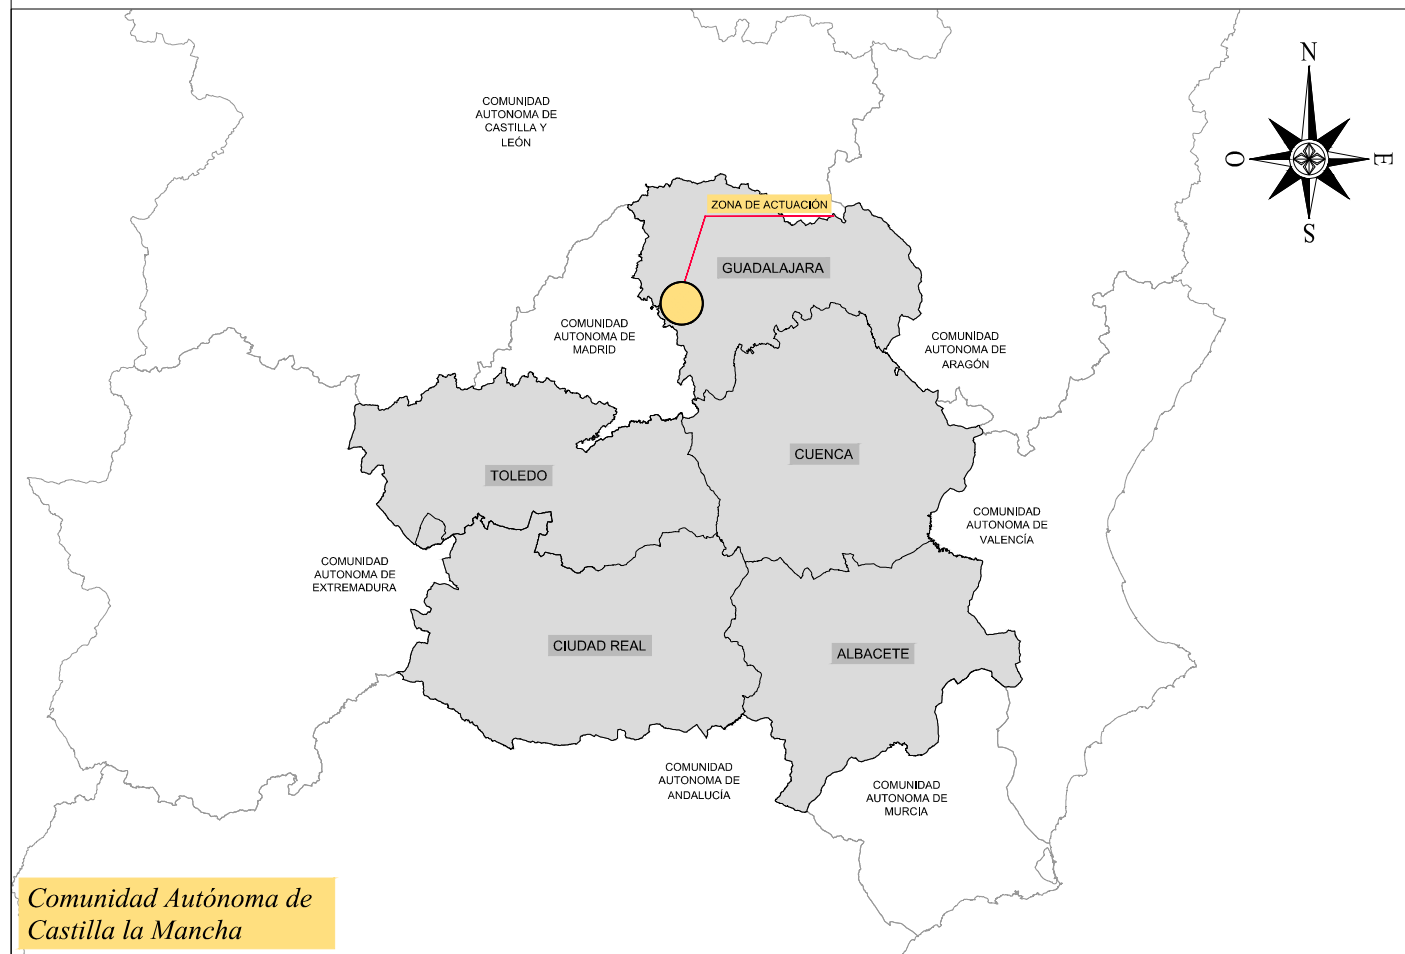 N
COMUNIDAD
AUTONOMA DE
CASTILLA Y
LEÓN
O
E
S
ZONA DE ACTUACIÓN
GUADALAJARA
COMUNIDAD
AUTONOMA DE
MADRID
COMUNIDAD
AUTONOMA DE
ARAGÓN
CUENCA
TOLEDO
COMUNIDAD
AUTONOMA DE
VALENCÍA
COMUNIDAD
AUTONOMA DE
EXTREMADURA
CIUDAD REAL
ALBACETE
COMUNIDAD
AUTONOMA DE
ANDALUCÍA
COMUNIDAD
AUTONOMA DE
MURCIA
Comunidad Autónoma de
Castilla la Mancha